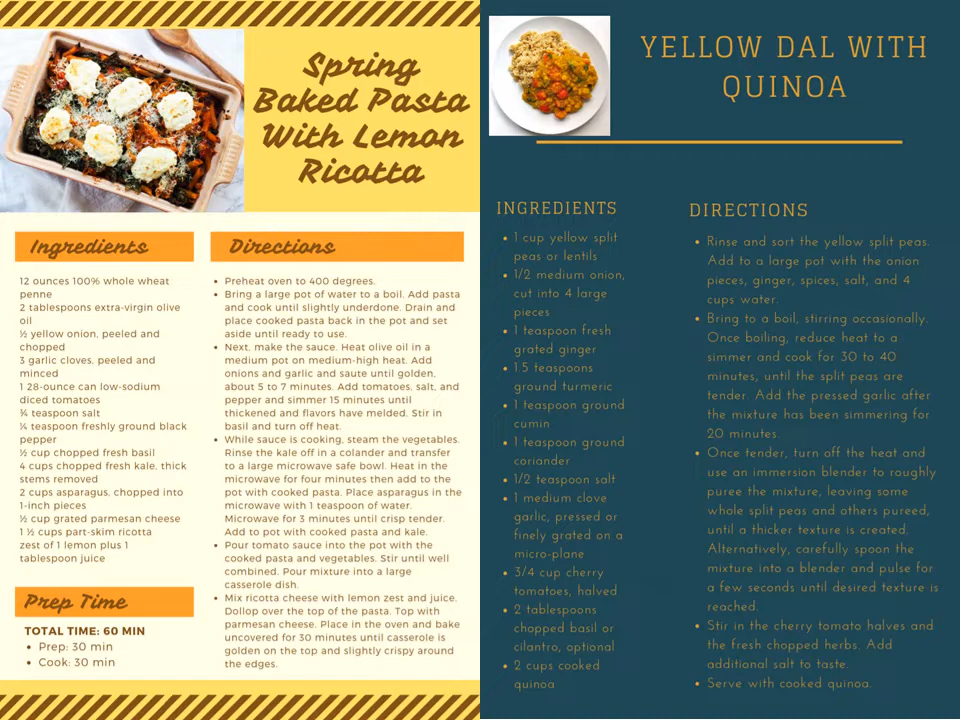 Spring
Baked Pasta
With Lemon
Ricotta
Ingredients
12 ounces 100% whole wheat
penne
2 tablespoons extra-virgin olive
oil
½ yellow onion, peeled and
chopped
3 garlic cloves, peeled and
minced
1 28-ounce can low-sodium
diced tomatoes
¾ teaspoon salt
¼ teaspoon freshly ground black
pepper
½ cup chopped fresh basil
4 cups chopped fresh kale, thick
stems removed
2 cups asparagus, chopped into
1-inch pieces
½ cup grated parmesan cheese
1 ½ cups part-skim ricotta
zest of 1 lemon plus 1
tablespoon juice
Prep Time
TOTAL TIME: 60 MIN
• Prep: 30 min
• Cook: 30 min
Directions
• Preheat oven to 400 degrees.
• Bring a large pot of water to a boil. Add pasta
and cook until slightly underdone. Drain and
place cooked pasta back in the pot and set
aside until ready to use.
• Next, make the sauce. Heat olive oil in a
medium pot on medium-high heat. Add
onions and garlic and saute until golden,
about 5 to 7 minutes. Add tomatoes, salt, and
pepper and simmer 15 minutes until
thickened and flavors have melded. Stir in
basil and turn off heat.
• While sauce is cooking, steam the vegetables.
Rinse the kale off in a colander and transfer
to a large microwave safe bowl. Heat in the
microwave for four minutes then add to the
pot with cooked pasta. Place asparagus in the
microwave with 1 teaspoon of water.
Microwave for 3 minutes until crisp tender.
Add to pot with cooked pasta and kale.
• Pour tomato sauce into the pot with the
cooked pasta and vegetables. Stir until well
combined. Pour mixture into a large
casserole dish.
• Mix ricotta cheese with lemon zest and juice.
Dollop over the top of the pasta. Top with
parmesan cheese. Place in the oven and bake
uncovered for 30 minutes until casserole is
golden on the top and slightly crispy around
the edges.
YELLOW DAL WITH
QUINOA
INGREDIENTS
• 1 cup yellow split
peas or lentils
• 1/2 medium onion,
cut into 4 large
pieces
• 1 teaspoon fresh
grated ginger
• 1.5 teaspoons
ground turmeric
• 1 teaspoon ground
cumin
• 1 teaspoon ground
coriander
• 1/2 teaspoon salt
• 1 medium clove
garlic, pressed or
finely grated on a
micro-plane
• 3/4 cup cherry
tomatoes, halved
• 2 tablespoons
chopped basil or
cilantro, optional
• 2 cups cooked
quinoa
DIRECTIONS
• Rinse and sort the yellow split peas.
Add to a large pot with the onion
pieces, ginger, spices, salt, and 4
cups water.
• Bring to a boil, stirring occasionally.
Once boiling, reduce heat to a
simmer and cook for 30 to 40
minutes, until the split peas are
tender. Add the pressed garlic after
the mixture has been simmering for
20 minutes.
• Once tender, turn off the heat and
use an immersion blender to roughly
puree the mixture, leaving some
whole split peas and others pureed,
until a thicker texture is created.
Alternatively, carefully spoon the
mixture into a blender and pulse for
a few seconds until desired texture is
reached.
• Stir in the cherry tomato halves and
the fresh chopped herbs. Add
additional salt to taste.
• Serve with cooked quinoa.